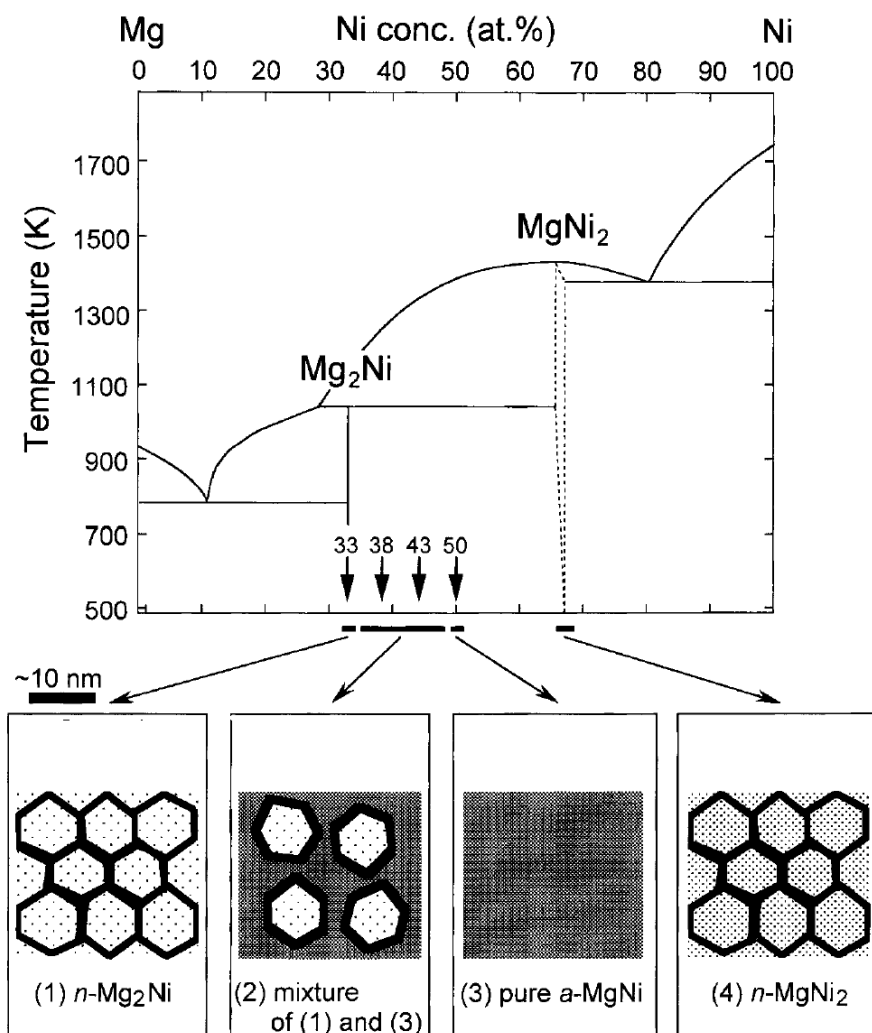 Mg Ni conc. (at.%) Ni
0 10 20 30 40 50 60 70 80 90 100
Temperature (K)
1700
1500
MgNi₂
1300
Mg₂Ni
1100
900
700
33 38 43 50
500
~10 nm
(1) n-Mg₂Ni
(2) mixture
of (1) and (3)
(3) pure a-MgNi
(4) n-MgNi₂